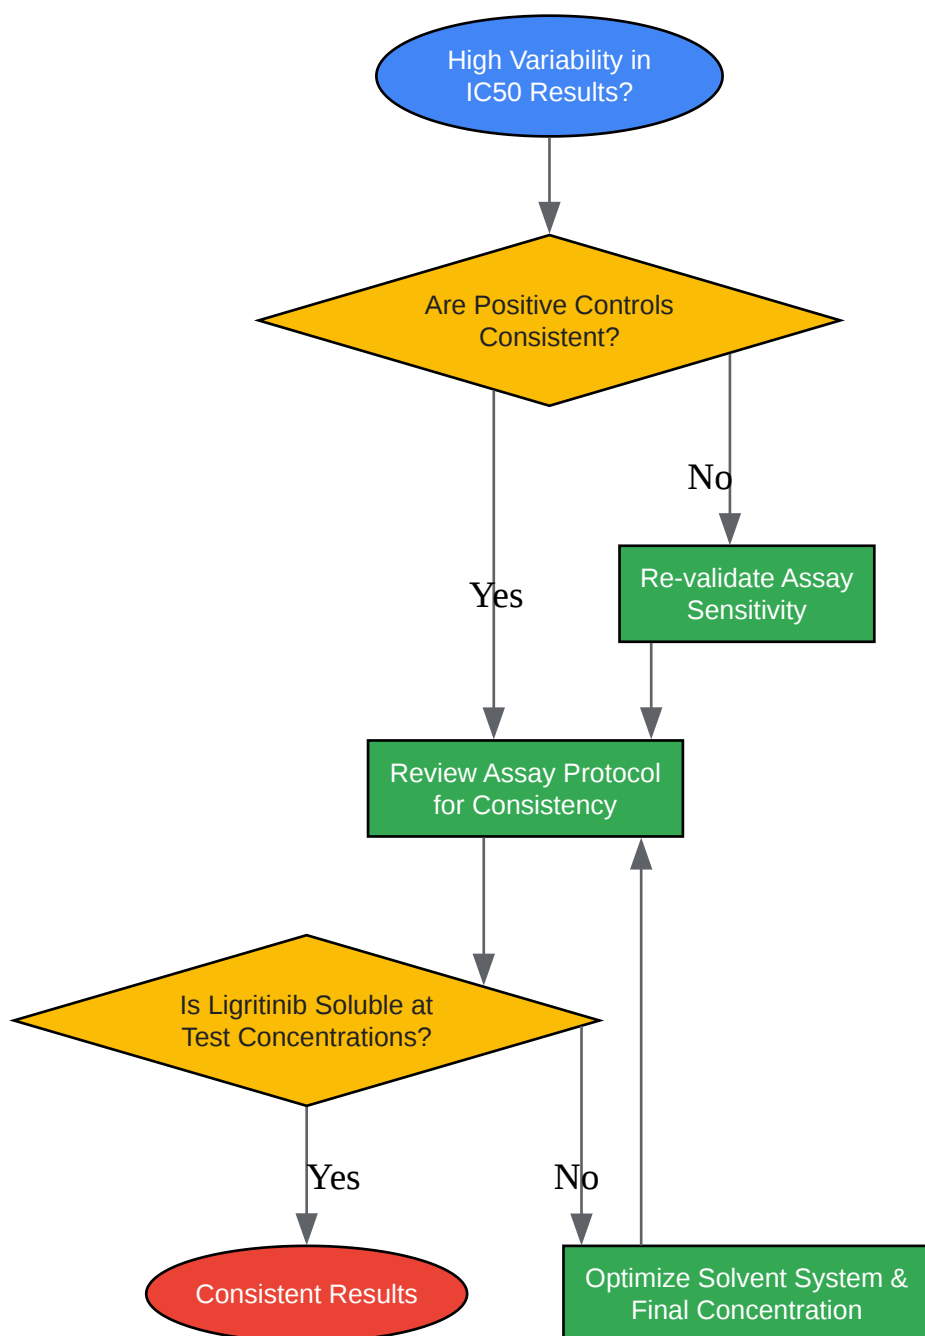 High Variability in
IC50 Results?
Are Positive Controls
Consistent?
No
Re-validate Assay
Sensitivity
Yes
Review Assay Protocol
for Consistency
Is Ligritinib Soluble at
Test Concentrations?
Yes
No
Consistent Results
Optimize Solvent System &
Final Concentration